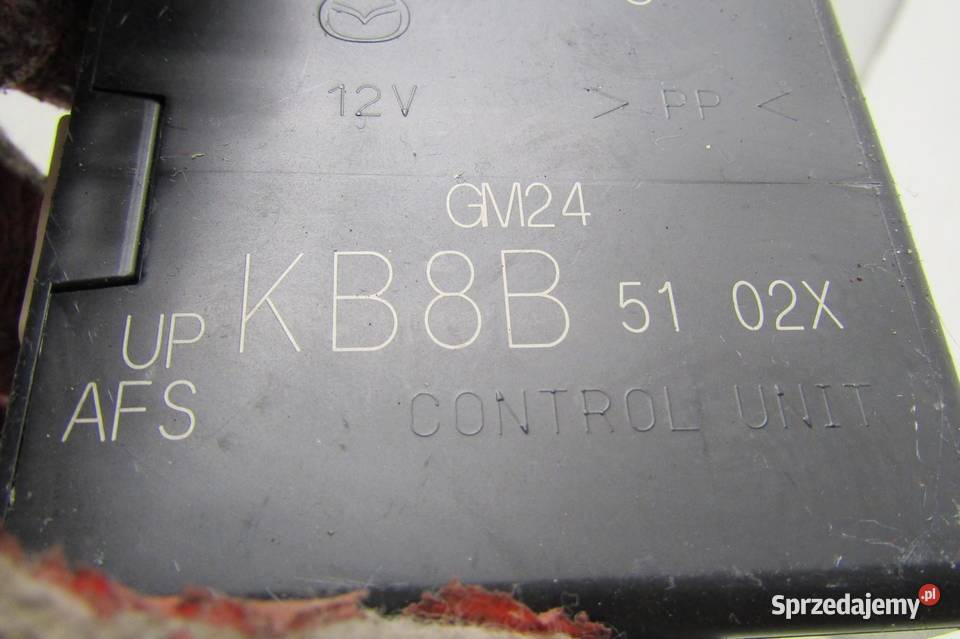 12V > PP <
GM24
UP KB8B 51 02X
AFS CONTROL UNIT
Sprzedajemy.pl